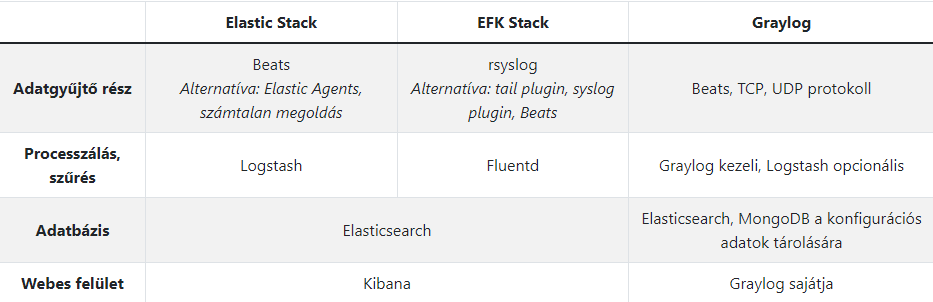 Elastic Stack EFK Stack Graylog
Adatgyűjtő rész
Beats
Alternatíva: Elastic Agents,
számtalan megoldás
rsyslog
Alternatíva: tail plugin, syslog
plugin, Beats
Beats, TCP, UDP protokoll
Processzálás,
szűrés
Logstash
Fluentd
Graylog kezeli, Logstash opcionális
Adatbázis
Elasticsearch
Elasticsearch, MongoDB a konfigurációs
adatok tárolására
Webes felület
Kibana
Graylog sajátja